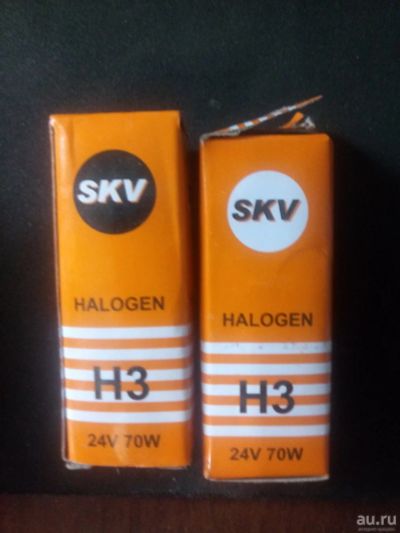 SKV
HALOGEN
H3
24V 70W
SKV
HALOGEN
H3
24V 70W
au.ru